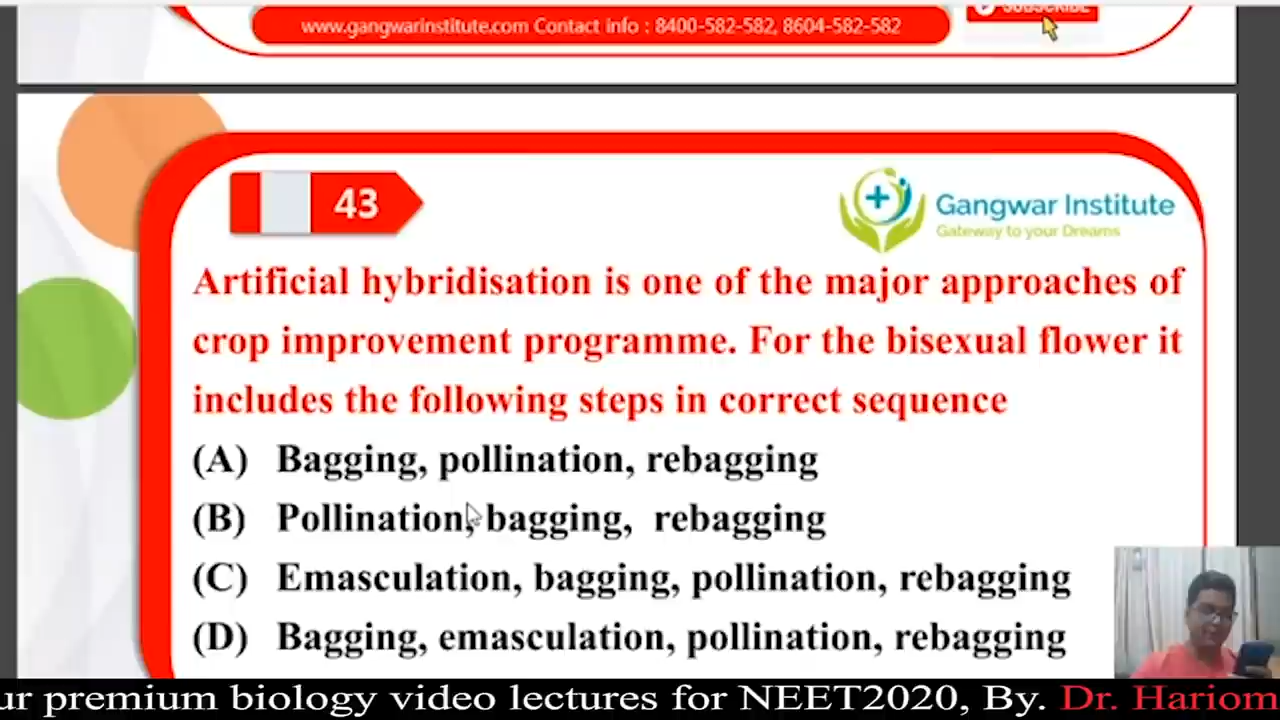 www.gangwarinstitute.com Contact info : 8400-582-582, 8604-582-582
SUBSCRIBE
43
Gangwar Institute
Gateway to your Dreams
Artificial hybridisation is one of the major approaches of
crop improvement programme. For the bisexual flower it
includes the following steps in correct sequence
(A) Bagging, pollination, rebagging
(B) Pollination, bagging, rebagging
(C) Emasculation, bagging, pollination, rebagging
(D) Bagging, emasculation, pollination, rebagging
ur premium biology video lectures for NEET2020, By. Dr. Hariom